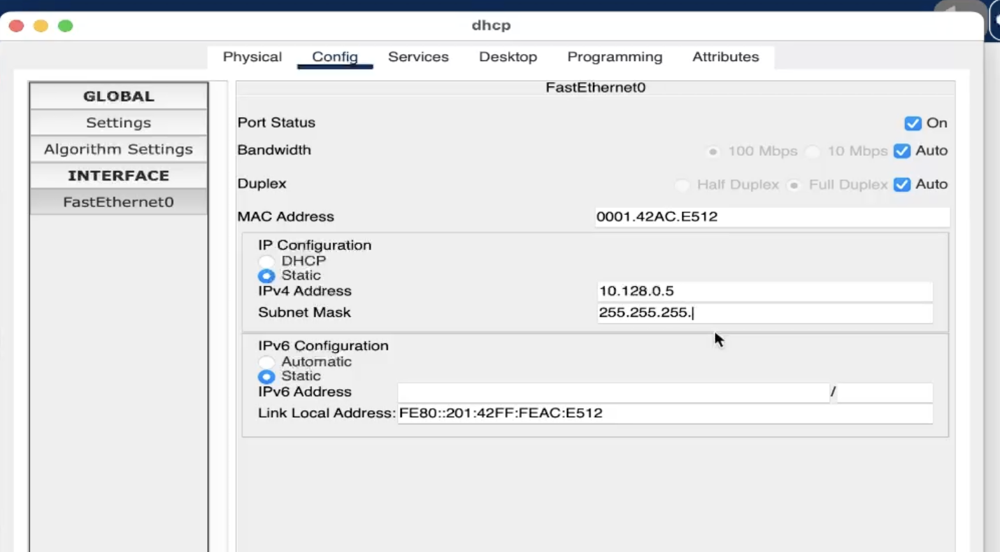 dhcp
Physical Config Services Desktop Programming Attributes
GLOBAL
Settings
Algorithm Settings
INTERFACE
FastEthernet0
FastEthernet0
Port Status On
Bandwidth 100 Mbps 10 Mbps Auto
Duplex Half Duplex Full Duplex Auto
MAC Address 0001.42AC.E512
IP Configuration
DHCP
Static
IPv4 Address 10.128.0.5
Subnet Mask 255.255.255.
IPv6 Configuration
Automatic
Static
IPv6 Address /
Link Local Address: FE80::201:42FF:FEAC:E512